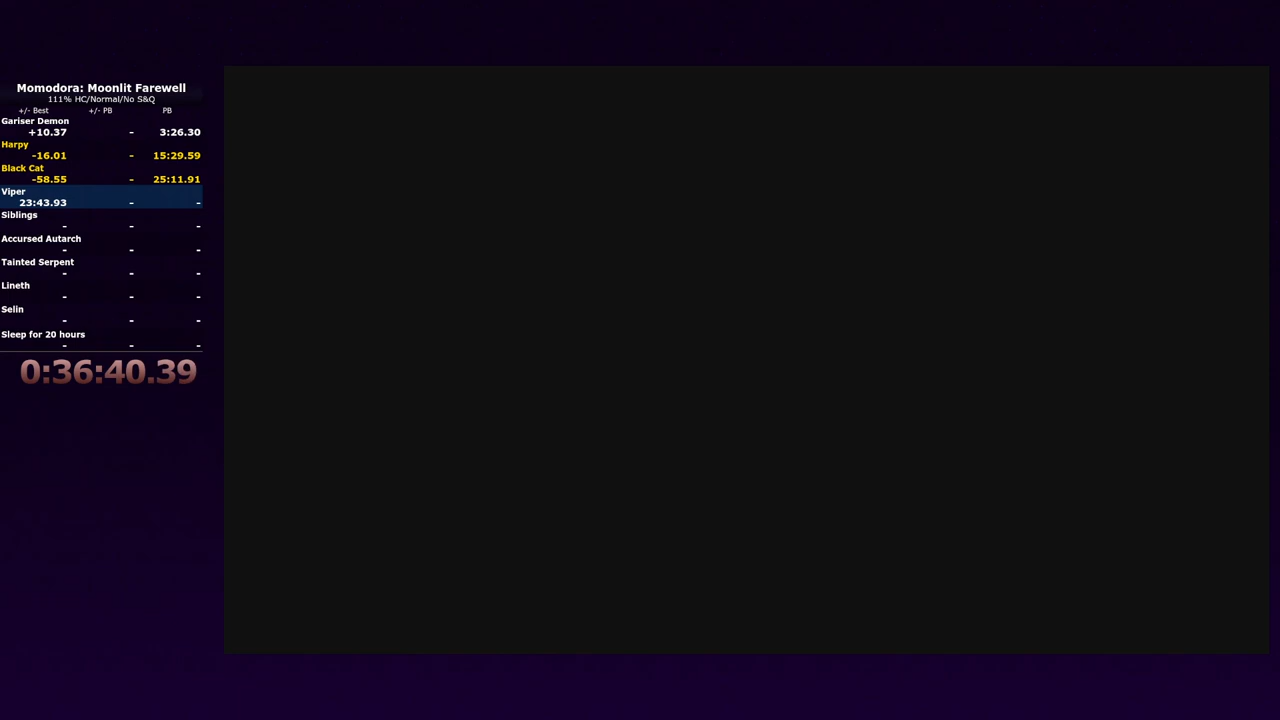 Momodora: Moonlit Farewell
111% HC/Normal/No S&Q
+/- Best +/- PB PB
Gariser Demon
+10.37 - 3:26.30
Harpy
-16.01 - 15:29.59
Black Cat
-58.55 - 25:11.91
Viper
23:43.93 - -
Siblings
- - -
Accursed Autarch
- - -
Tainted Serpent
- - -
Lineth
- - -
Selin
- - -
Sleep for 20 hours
- - -
0:36:40.39